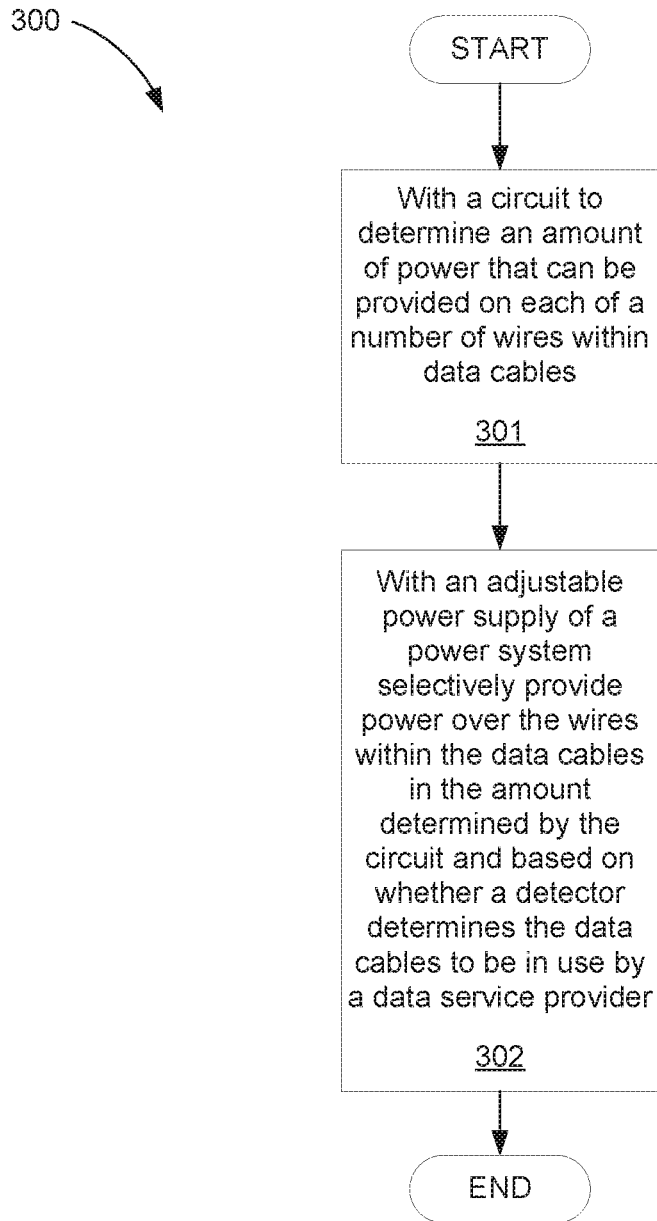 300
START
With a circuit to
determine an amount
of power that can be
provided on each of a
number of wires within
data cables
301
With an adjustable
power supply of a
power system
selectively provide
power over the wires
within the data cables
in the amount
determined by the
circuit and based on
whether a detector
determines the data
cables to be in use by
a data service provider
302
END